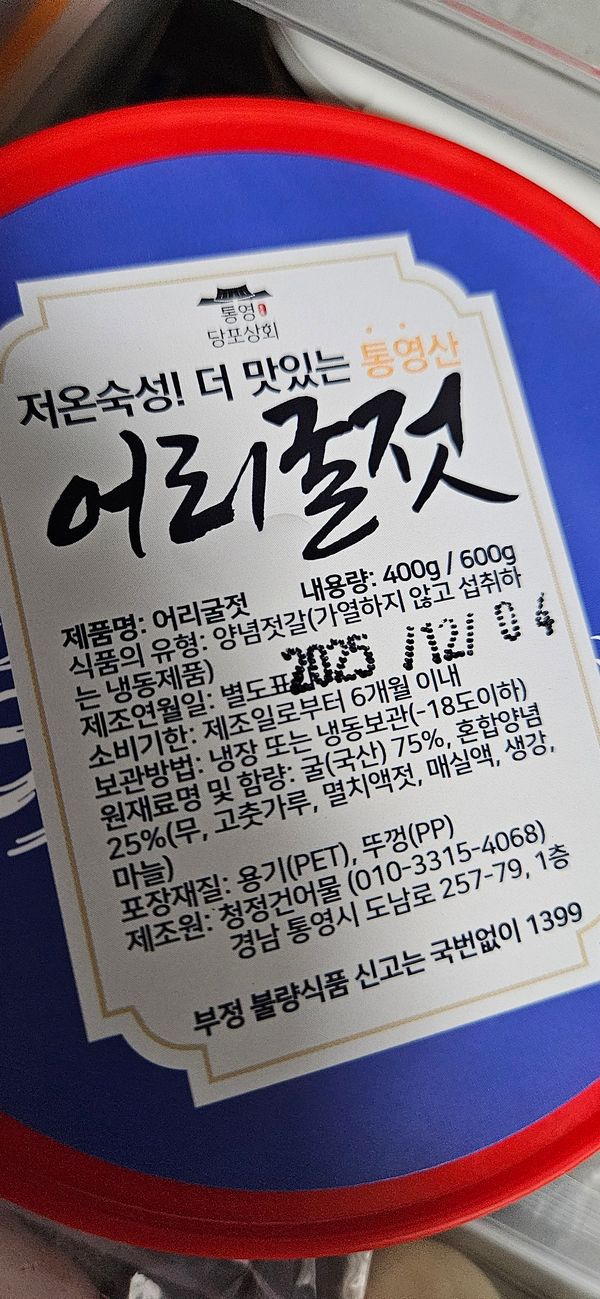 통영
당포상회
저온숙성! 더 맛있는 통영산
어리굴젓
제품명: 어리굴젓 내용량: 400g / 600g
식품의 유형: 양념젓갈(가열하지 않고 섭취하
는 냉동제품)
2025 / 12 / 04
제조연월일: 별도표
소비기한: 제조일로부터 6개월 이내
보관방법: 냉장 또는 냉동보관(-18도이하)
원재료명 및 함량: 굴(국산) 75%, 혼합양념
25%(무, 고춧가루, 멸치액젓, 매실액, 생강,
마늘)
포장재질: 용기(PET), 뚜껑(PP)
제조원: 청정건어물 (010-3315-4068)
경남 통영시 도남로 257-79, 1층
부정 불량식품 신고는 국번없이 1399